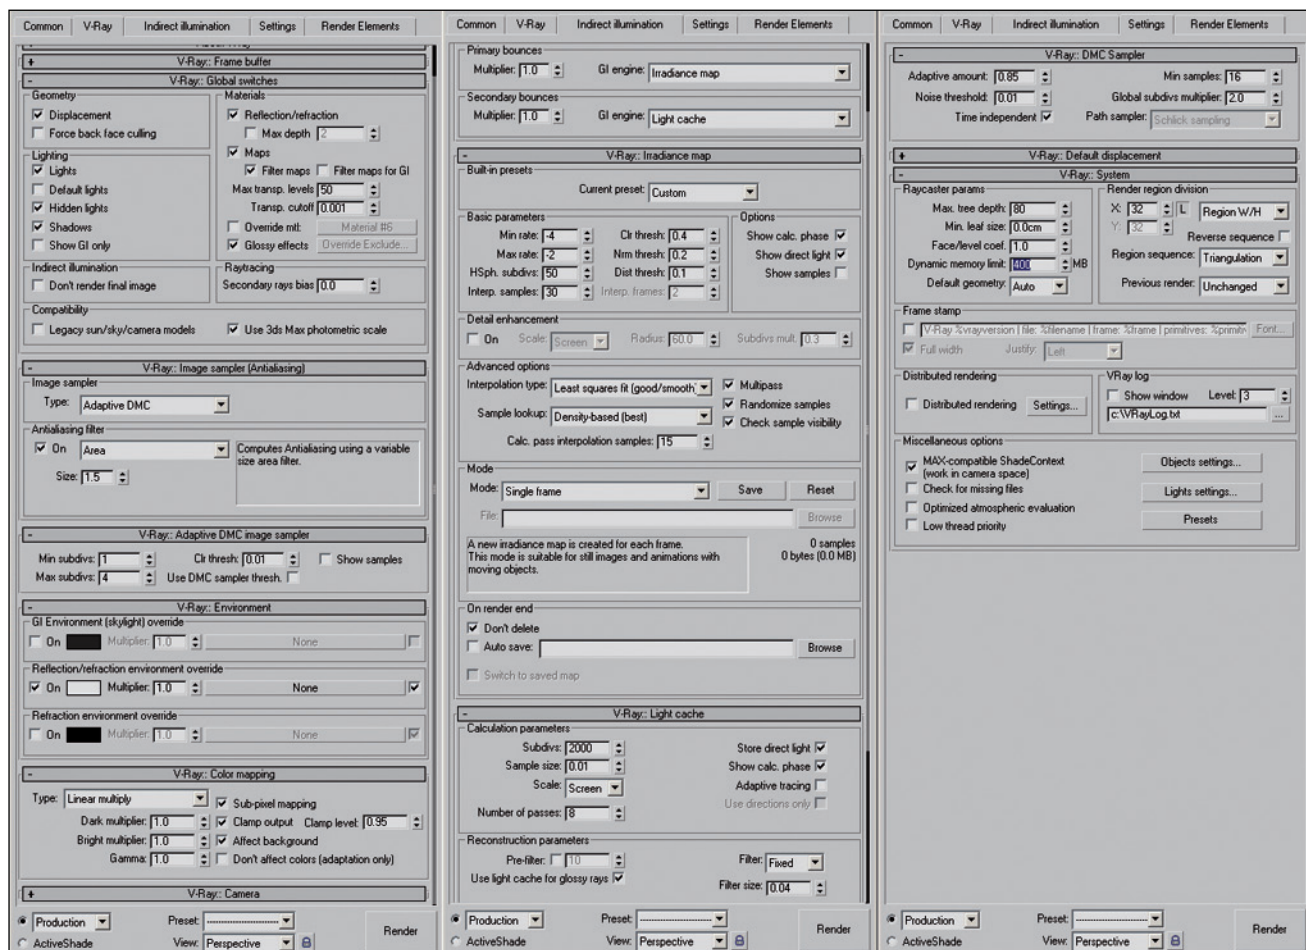 Common V-Ray Indirect illumination Settings Render Elements
+ V-Ray:: Frame buffer
- V-Ray:: Global switches
Geometry
Displacement
Force back face culling
Lighting
Lights
Default lights
Hidden lights
Shadows
Show GI only
Materials
Reflection/refraction
Max depth 2
Maps
Filter maps Filter maps for GI
Max transp. levels 50
Transp. cutoff 0.001
Override mtl: Material #6
Glossy effects Override Exclude...
Indirect illumination
Don't render final image
Raytracing
Secondary rays bias 0.0
Compatibility
Legacy sun/sky/camera models Use 3ds Max photometric scale
- V-Ray:: Image sampler (Antialiasing)
Image sampler
Type: Adaptive DMC
Antialiasing filter
On Area
Size: 1.5
Computes Antialiasing using a variable
size area filter.
- V-Ray:: Adaptive DMC image sampler
Min subdivs: 1 Clr thresh: 0.01 Show samples
Max subdivs: 4 Use DMC sampler thresh.
- V-Ray:: Environment
GI Environment (skylight) override
On Multiplier: 1.0 None
Reflection/refraction environment override
On Multiplier: 1.0 None
Refraction environment override
On Multiplier: 1.0 None
- V-Ray:: Color mapping
Type: Linear multiply Sub-pixel mapping
Dark multiplier: 1.0 Clamp output Clamp level: 0.95
Bright multiplier: 1.0 Affect background
Gamma: 1.0 Don't affect colors (adaptation only)
+ V-Ray:: Camera
Production Preset: -------------------------
ActiveShade View: Perspective Render
Common V-Ray Indirect illumination Settings Render Elements
Primary bounces
Multiplier: 1.0 GI engine: Irradiance map
Secondary bounces
Multiplier: 1.0 GI engine: Light cache
- V-Ray:: Irradiance map
Built-in presets
Current preset: Custom
Basic parameters
Min rate: -4 Clr thresh: 0.4
Max rate: -2 Nrm thresh: 0.2
HSph. subdivs: 50 Dist thresh: 0.1
Interp. samples: 30 Interp. frames: 2
Options
Show calc. phase
Show direct light
Show samples
Detail enhancement
On Scale: Screen Radius: 60.0 Subdivs mult. 0.3
Advanced options
Interpolation type: Least squares fit (good/smooth) Multipass
Randomize samples
Sample lookup: Density-based (best) Check sample visibility
Calc. pass interpolation samples: 15
Mode
Mode: Single frame Save Reset
File: Browse
A new irradiance map is created for each frame.
This mode is suitable for still images and animations with
moving objects.
0 samples
0 bytes (0.0 MB)
On render end
Don't delete
Auto save: Browse
Switch to saved map
- V-Ray:: Light cache
Calculation parameters
Subdivs: 2000 Store direct light
Sample size: 0.01 Show calc. phase
Scale: Screen Adaptive tracing
Use directions only
Number of passes: 8
Reconstruction parameters
Pre-filter: 10 Filter: Fixed
Use light cache for glossy rays Filter size: 0.04
Production Preset: -------------------------
ActiveShade View: Perspective Render
Common V-Ray Indirect illumination Settings Render Elements
- V-Ray:: DMC Sampler
Adaptive amount: 0.85 Min samples: 16
Noise threshold: 0.01 Global subdivs multiplier: 2.0
Time independent Path sampler: Schlick sampling
+ V-Ray:: Default displacement
- V-Ray:: System
Raycaster params
Max. tree depth: 80
Min. leaf size: 0.0cm
Face/level coef. 1.0
Dynamic memory limit: 400 MB
Default geometry: Auto
Render region division
X: 32 L Region W/H
Y: 32
Reverse sequence
Region sequence: Triangulation
Previous render: Unchanged
Frame stamp
V-Ray %vrayversion | file: %filename | frame: %frame | primitives: %primitiv Font...
Full width Justify: Left
Distributed rendering
Distributed rendering Settings...
VRay log
Show window Level: 3
c:\VRayLog.txt ...
Miscellaneous options
MAX-compatible ShadeContext
(work in camera space)
Check for missing files
Optimized atmospheric evaluation
Low thread priority
Objects settings...
Lights settings...
Presets
Production Preset: -------------------------
ActiveShade View: Perspective Render